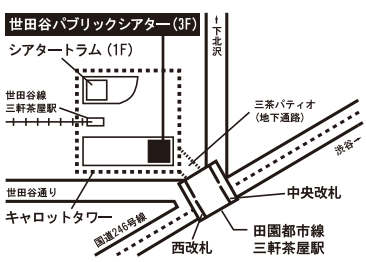 世田谷パブリックシアター(3F)
シアタートラム(1F)
↑下北沢
世田谷線
三軒茶屋駅
三茶パティオ
(地下通路)
渋谷→
世田谷通り
中央改札
キャロットタワー
国道246号線
西改札
田園都市線
三軒茶屋駅